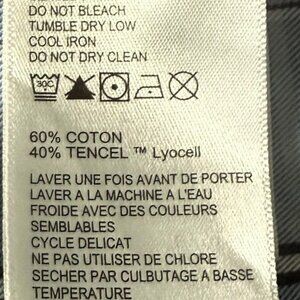 DO NOT BLEACH
TUMBLE DRY LOW
COOL IRON
DO NOT DRY CLEAN
30C
60% COTON
40% TENCEL ™ Lyocell
LAVER UNE FOIS AVANT DE PORTER
LAVER A LA MACHINE A L'EAU
FROIDE AVEC DES COULEURS
SEMBLABLES
CYCLE DELICAT
NE PAS UTILISER DE CHLORE
SECHER PAR CULBUTAGE A BASSE
TEMPERATURE